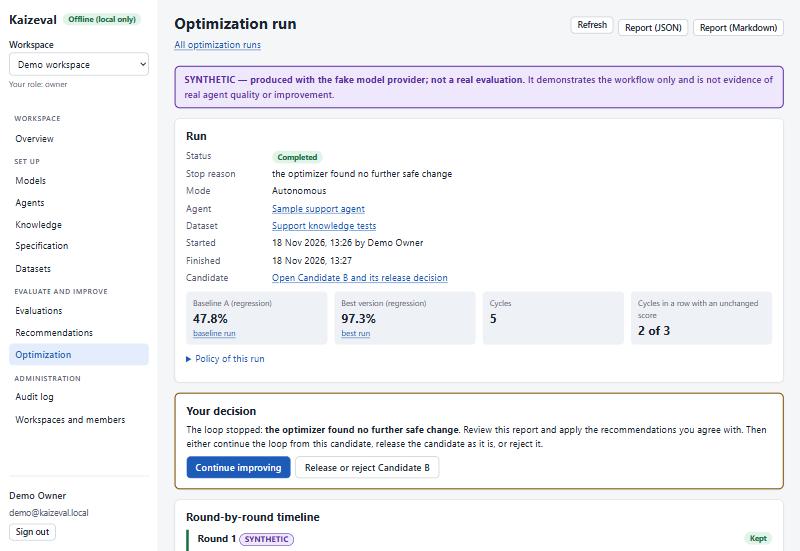 Kaizeval
Offline (local only)
Workspace
Demo workspace
Your role: owner
WORKSPACE
Overview
SET UP
Models
Agents
Knowledge
Specification
Datasets
EVALUATE AND IMPROVE
Evaluations
Recommendations
Optimization
ADMINISTRATION
Audit log
Workspaces and members
Demo Owner
demo@kaizeval.local
Sign out
Optimization run
All optimization runs
Refresh
Report (JSON)
Report (Markdown)
SYNTHETIC — produced with the fake model provider; not a real evaluation. It demonstrates the workflow only and is not evidence of
real agent quality or improvement.
Run
Status Completed
Stop reason the optimizer found no further safe change
Mode Autonomous
Agent Sample support agent
Dataset Support knowledge tests
Started 18 Nov 2026, 13:26 by Demo Owner
Finished 18 Nov 2026, 13:27
Candidate Open Candidate B and its release decision
Baseline A (regression)
47.8%
baseline run
Best version (regression)
97.3%
best run
Cycles
5
Cycles in a row with an unchanged
score
2 of 3
Policy of this run
Your decision
The loop stopped: the optimizer found no further safe change. Review this report and apply the recommendations you agree with. Then
either continue the loop from this candidate, release the candidate as it is, or reject it.
Continue improving
Release or reject Candidate B
Round-by-round timeline
Round 1 SYNTHETIC
Kept